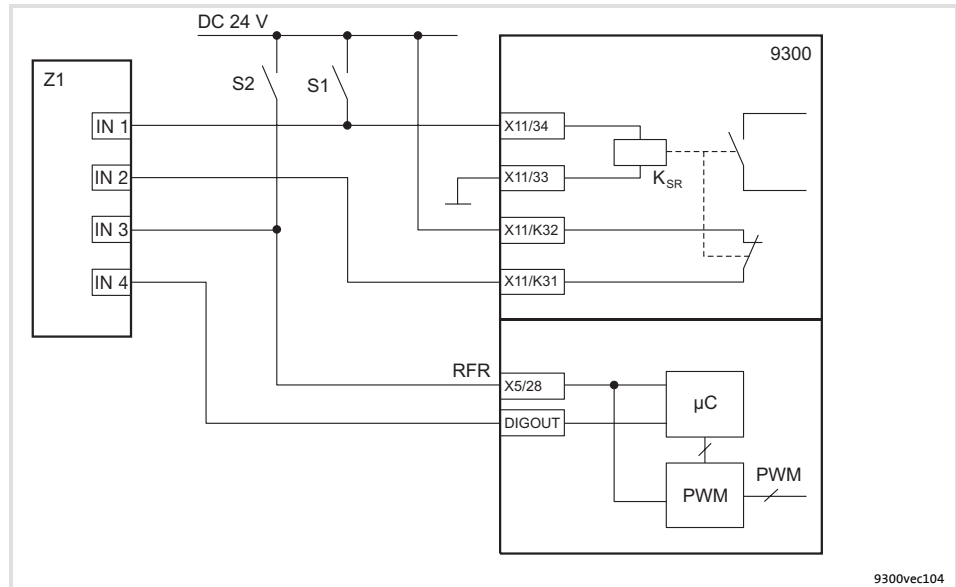 DC 24 V
9300
Z1
S2
S1
IN 1
X11/34
IN 2
X11/33
KSR
IN 3
X11/K32
IN 4
X11/K31
RFR
X5/28
µC
DIGOUT
PWM
PWM
9300vec104